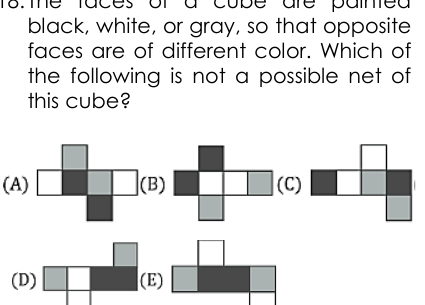 18. The faces of a cube are painted
black, white, or gray, so that opposite
faces are of different color. Which of
the following is not a possible net of
this cube?
(A) (B) (C)
(D) (E)